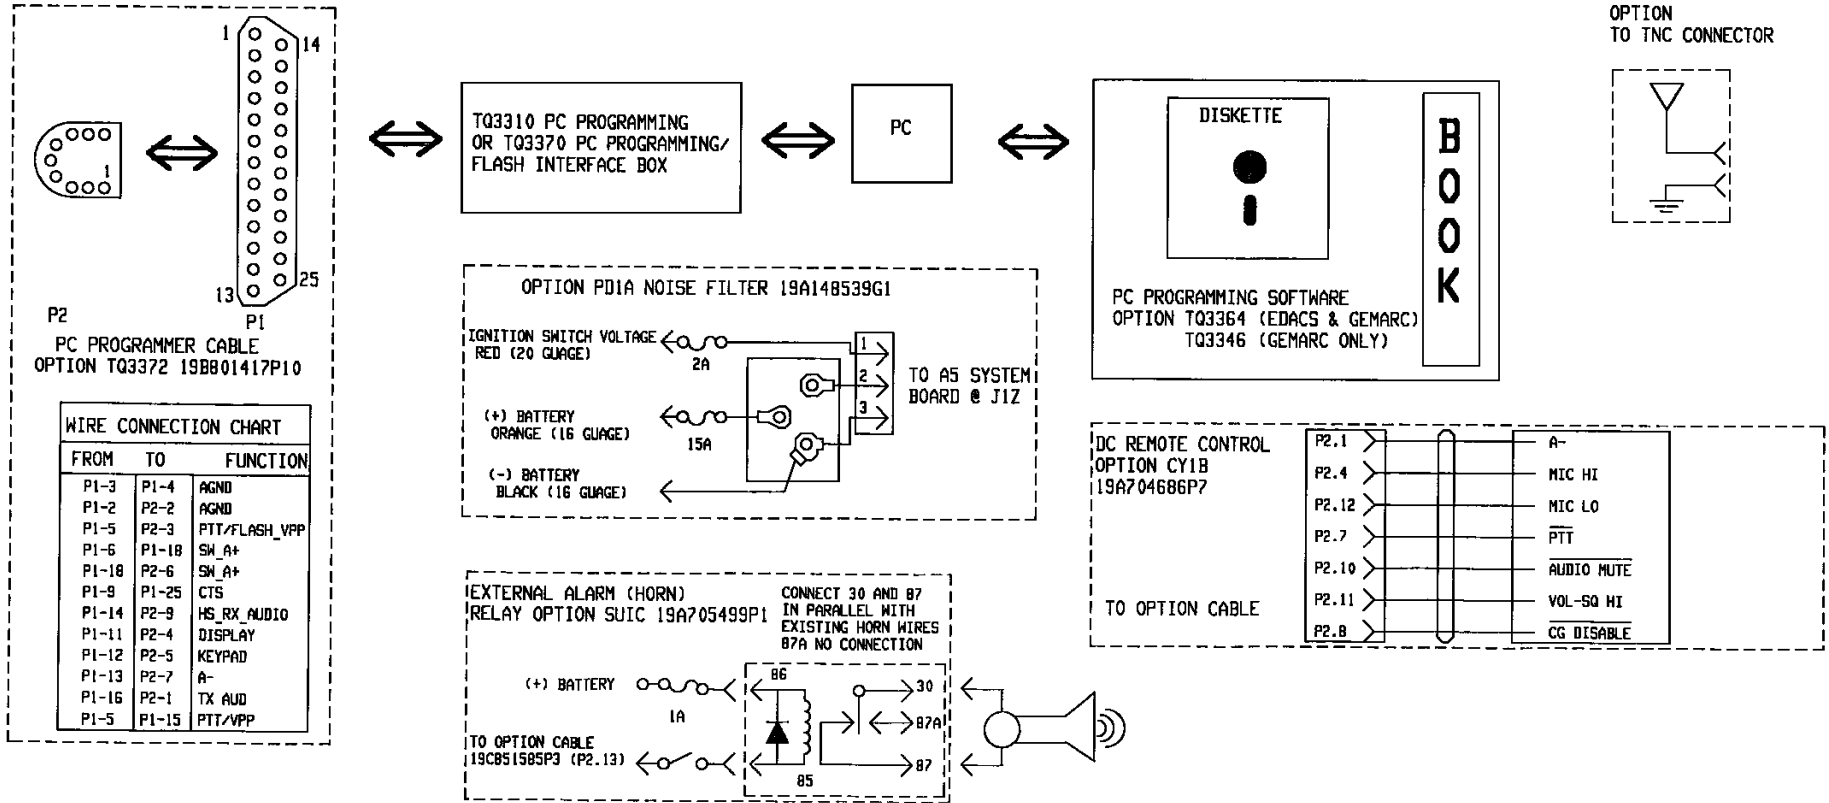 1
14
13
25
1
P2
P1
PC PROGRAMMER CABLE
OPTION TQ3372 19B801417P10
WIRE CONNECTION CHART
FROM TO FUNCTION
P1-3 P1-4 AGND
P1-2 P2-2 AGND
P1-5 P2-3 PTT/FLASH_VPP
P1-6 P1-18 SW_A+
P1-18 P2-6 SW_A+
P1-9 P1-25 CTS
P1-14 P2-9 HS_RX_AUDIO
P1-11 P2-4 DISPLAY
P1-12 P2-5 KEYPAD
P1-13 P2-7 A-
P1-16 P2-1 TX AUD
P1-5 P1-15 PTT/VPP
TQ3310 PC PROGRAMMING
OR TQ3370 PC PROGRAMMING/
FLASH INTERFACE BOX
PC
DISKETTE
BOOK
PC PROGRAMMING SOFTWARE
OPTION TQ3364 (EDACS & GEMARC)
TQ3346 (GEMARC ONLY)
OPTION
TO TNC CONNECTOR
OPTION PD1A NOISE FILTER 19A148539G1
IGNITION SWITCH VOLTAGE
RED (20 GUAGE)
2A
(+) BATTERY
ORANGE (16 GUAGE)
15A
(-) BATTERY
BLACK (16 GUAGE)
1
2
3
TO A5 SYSTEM
BOARD @ J1Z
EXTERNAL ALARM (HORN)
RELAY OPTION SUIC 19A705499P1
CONNECT 30 AND 87
IN PARALLEL WITH
EXISTING HORN WIRES
87A NO CONNECTION
(+) BATTERY
1A
TO OPTION CABLE
19C851585P3 (P2.13)
86
85
30
87A
87
DC REMOTE CONTROL
OPTION CY1B
19A704686P7
TO OPTION CABLE
P2.1 A-
P2.4 MIC HI
P2.12 MIC LO
P2.7 PTT
P2.10 AUDIO MUTE
P2.11 VOL-SQ HI
P2.8 CG DISABLE